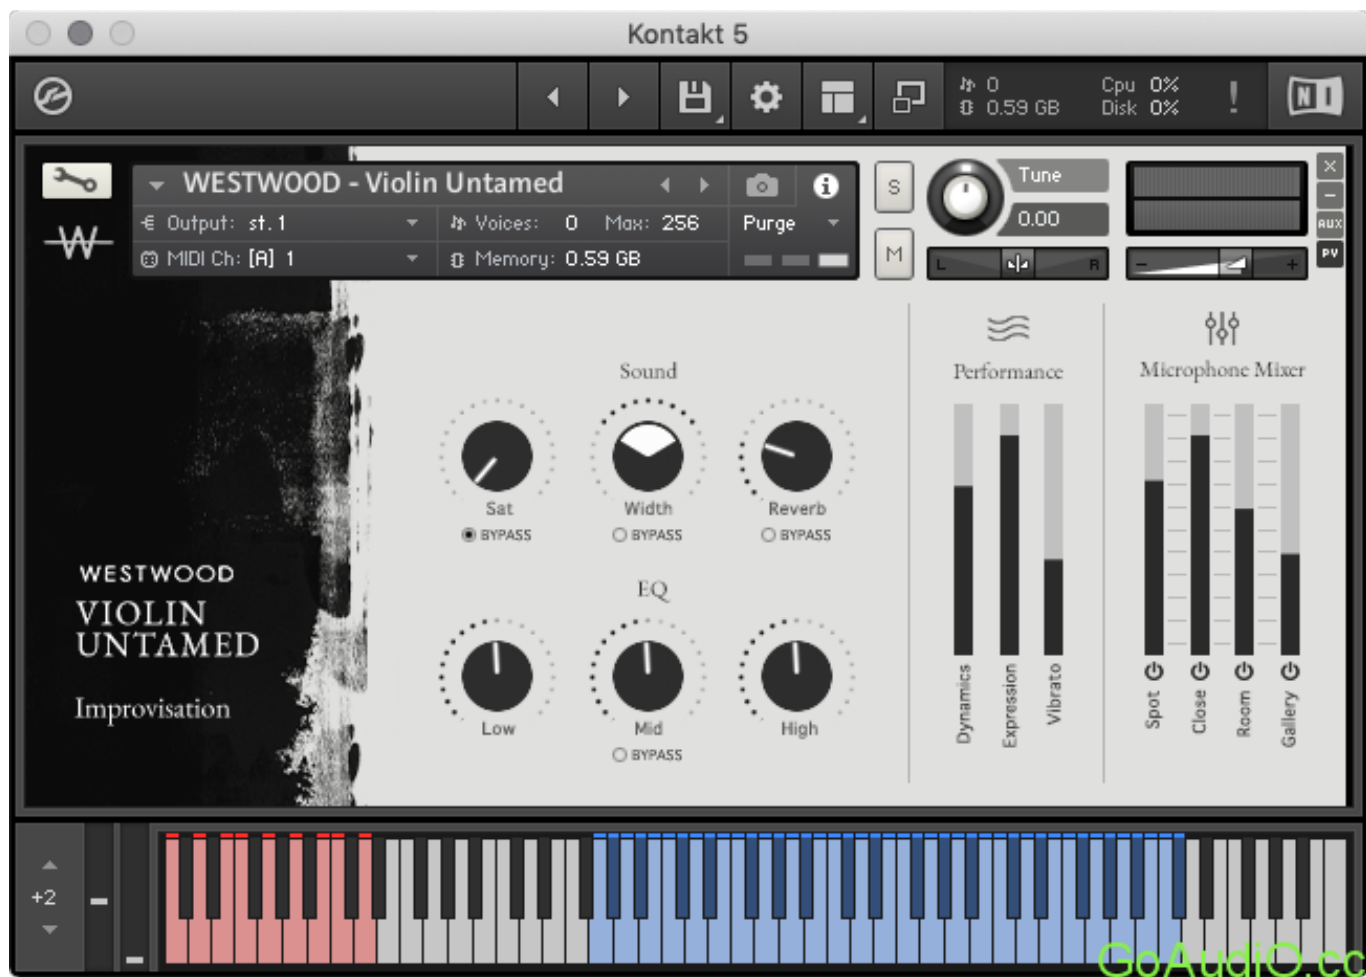 Kontakt 5
0
0.59 GB
Cpu 0%
Disk 0%
!
NI
WESTWOOD - Violin Untamed
i
Output: st. 1
Voices: 0 Max: 256
Purge
MIDI Ch: [A] 1
Memory: 0.59 GB
S
M
Tune
0.00
L
R
-
+
×
-
AUX
PV
W
Sound
Sat
Width
Reverb
BYPASS
BYPASS
BYPASS
EQ
Low
Mid
High
BYPASS
Performance
Dynamics
Expression
Vibrato
Microphone Mixer
Spot
Close
Room
Gallery
WESTWOOD
VIOLIN
UNTAMED
Improvisation
+2
GoAudiO.cc